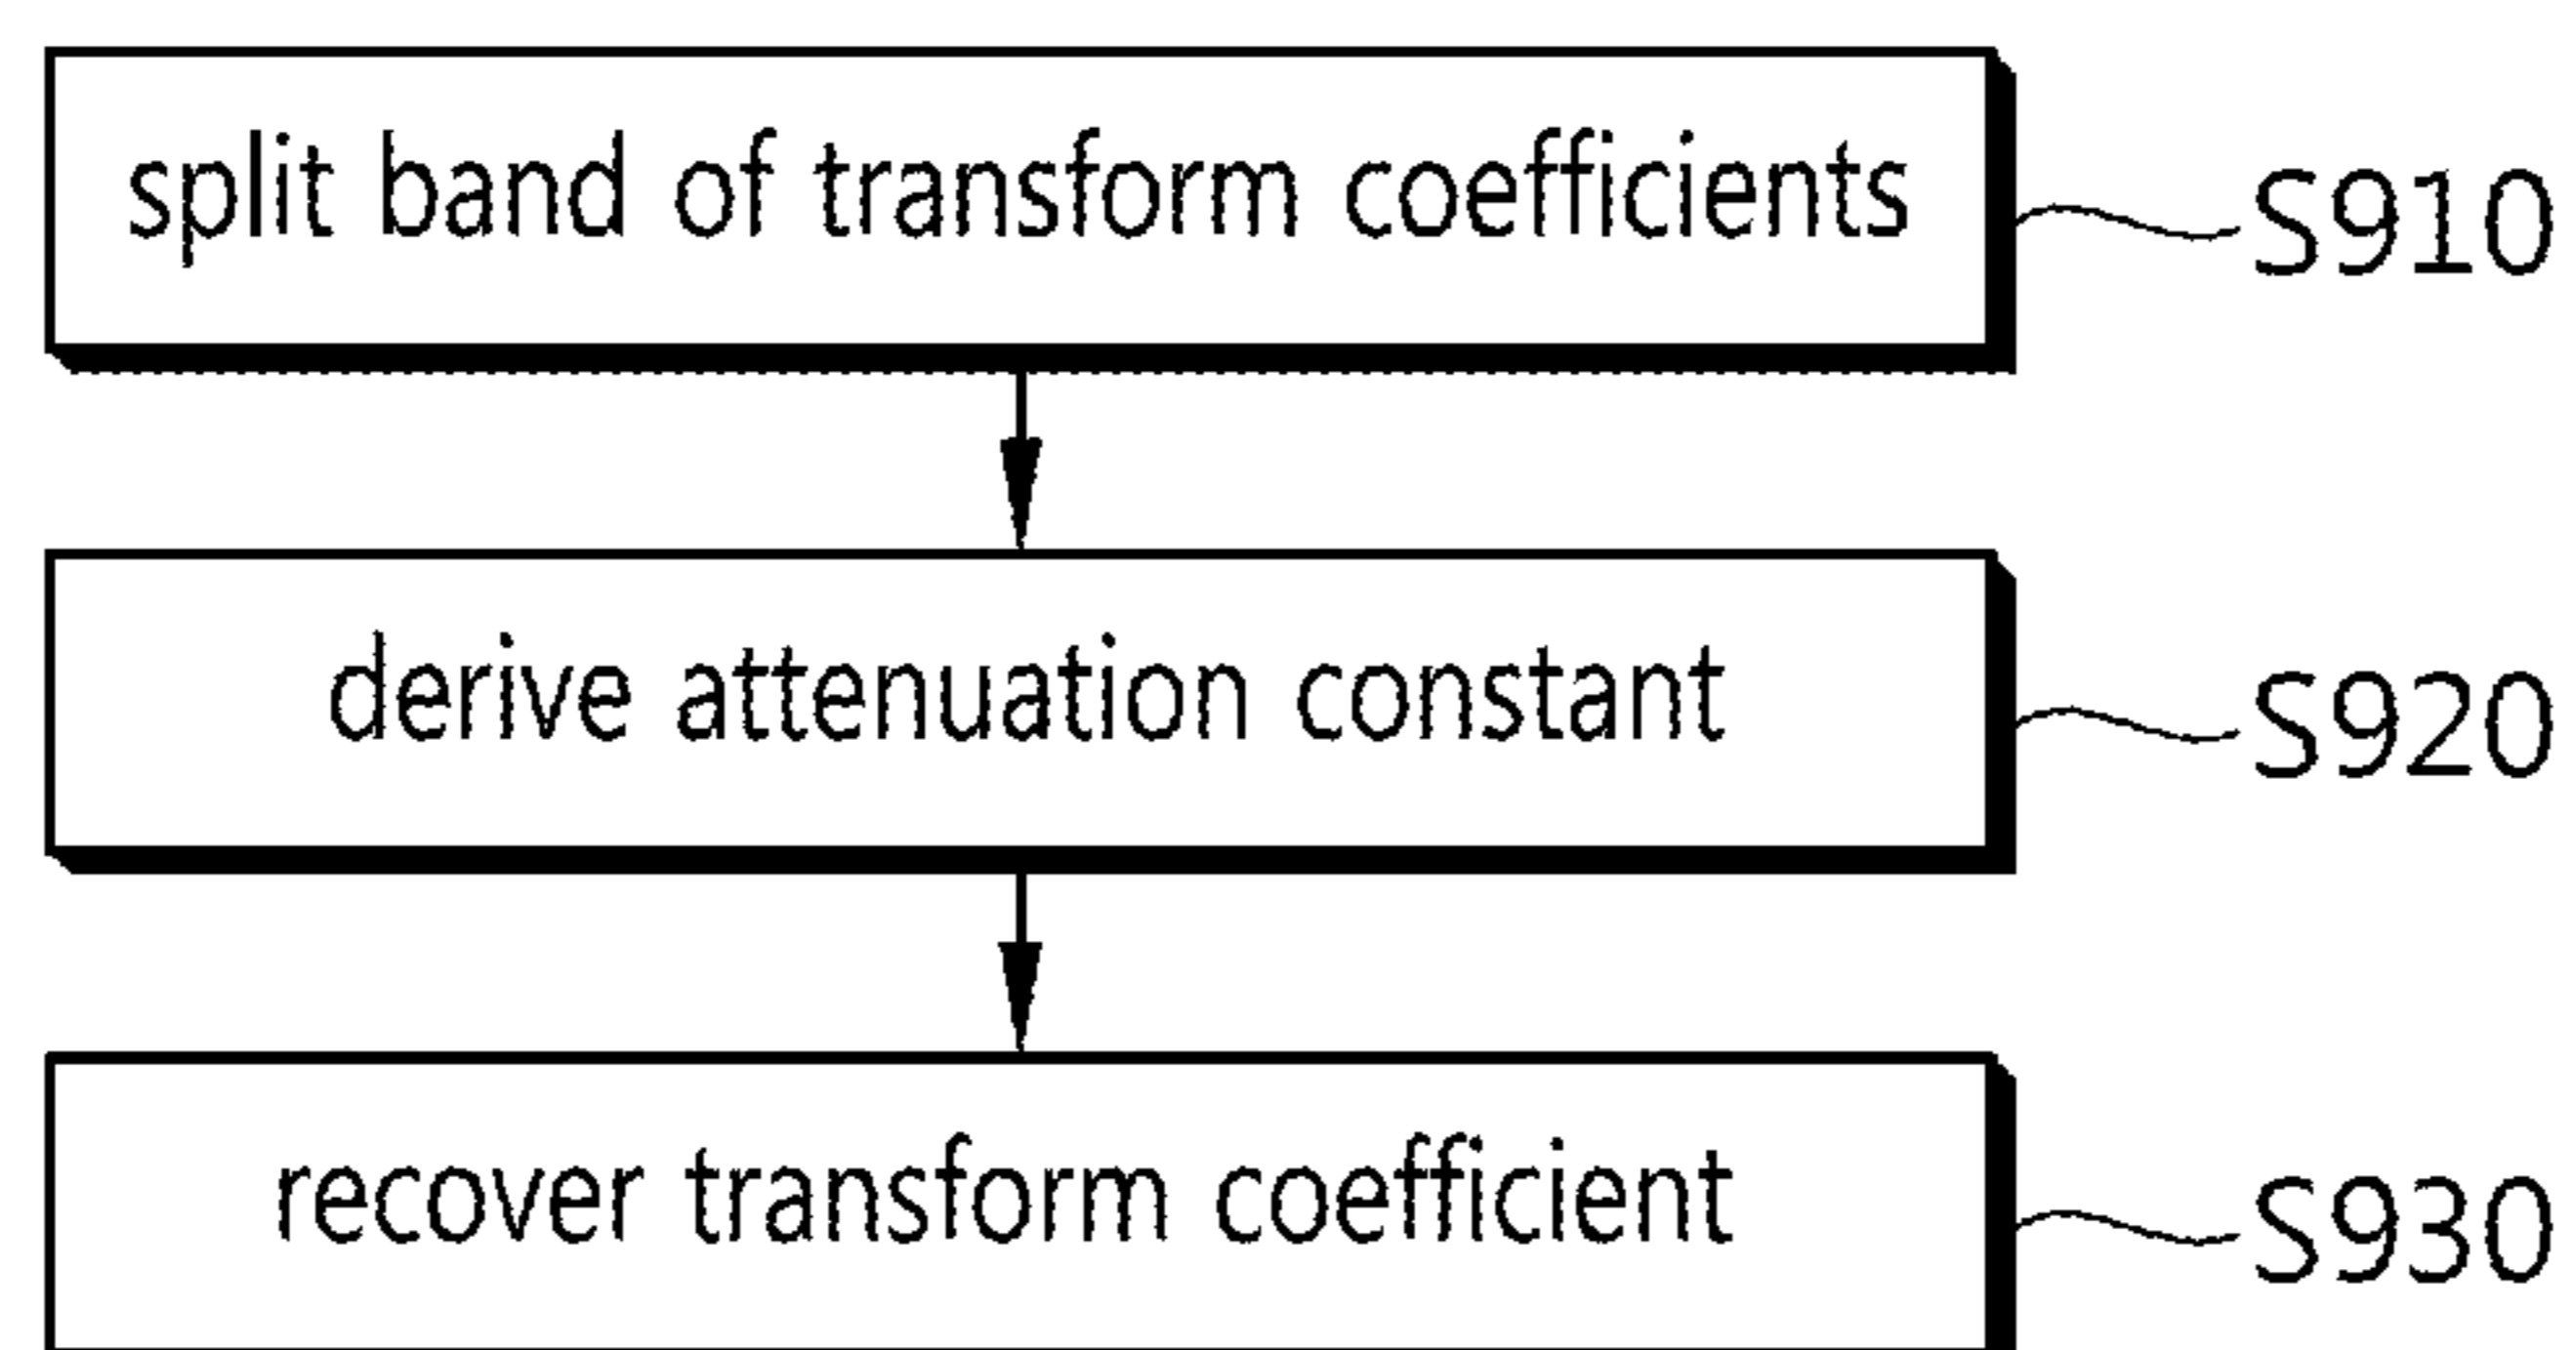 split band of transform coefficients
S910
derive attenuation constant
S920
recover transform coefficient
S930